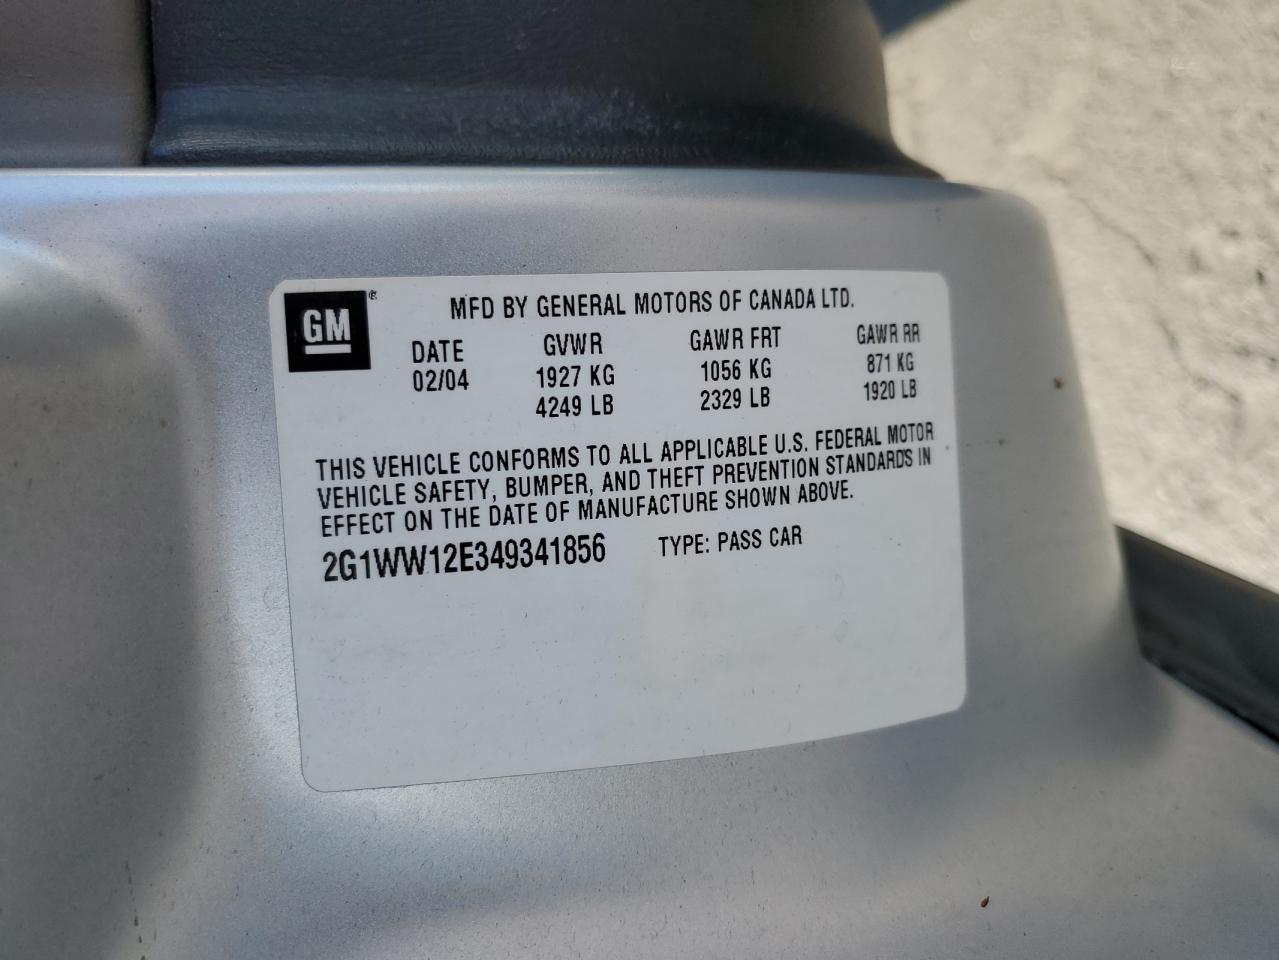 GM®
MFD BY GENERAL MOTORS OF CANADA LTD.
DATE GVWR GAWR FRT GAWR RR
02/04 1927 KG 1056 KG 871 KG
4249 LB 2329 LB 1920 LB
THIS VEHICLE CONFORMS TO ALL APPLICABLE U.S. FEDERAL MOTOR
VEHICLE SAFETY, BUMPER, AND THEFT PREVENTION STANDARDS IN
EFFECT ON THE DATE OF MANUFACTURE SHOWN ABOVE.
2G1WW12E349341856 TYPE: PASS CAR